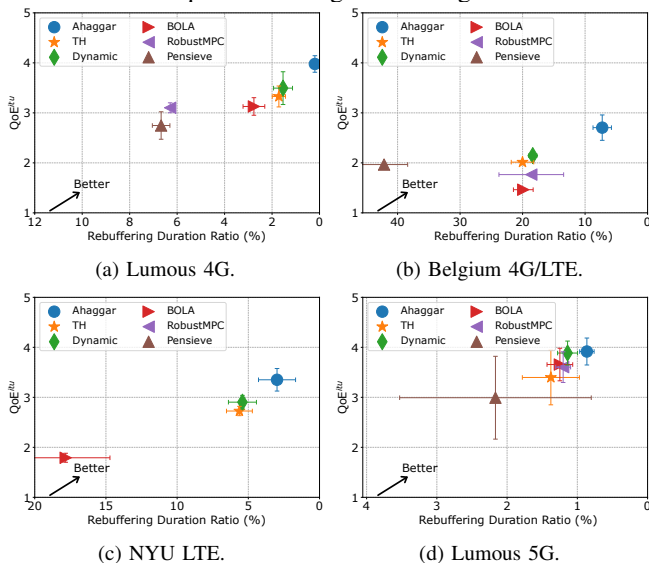 Ahaggar
TH
Dynamic
BOLA
RobustMPC
Pensieve
5
4
3
2
1
QoE^itu
Better
12 10 8 6 4 2 0
Rebuffering Duration Ratio (%)
(a) Lumous 4G.
Ahaggar
TH
Dynamic
BOLA
RobustMPC
Pensieve
5
4
3
2
1
QoE^itu
Better
40 30 20 10
Rebuffering Duration Ratio (%)
(b) Belgium 4G/LTE.
Ahaggar
TH
Dynamic
BOLA
RobustMPC
Pensieve
5
4
3
2
1
QoE^itu
Better
20 15 10 5 0
Rebuffering Duration Ratio (%)
(c) NYU LTE.
Ahaggar
TH
Dynamic
BOLA
RobustMPC
Pensieve
5
4
3
2
1
QoE^itu
Better
4 3 2 1
Rebuffering Duration Ratio (%)
(d) Lumous 5G.